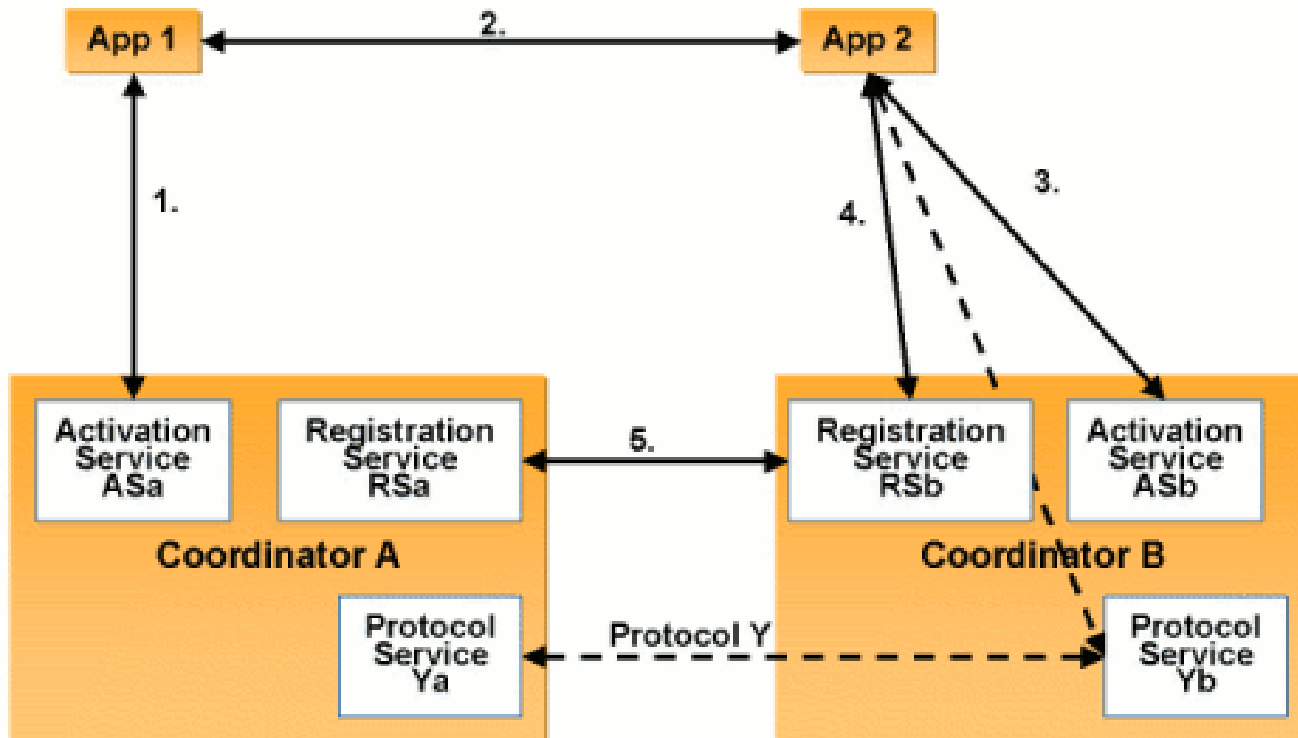 App 1
2.
App 2
1.
3.
4.
Activation
Service
ASa
Registration
Service
RSa
5.
Registration
Service
RSb
Activation
Service
ASb
Coordinator A
Coordinator B
Protocol
Service
Ya
Protocol Y
Protocol
Service
Yb